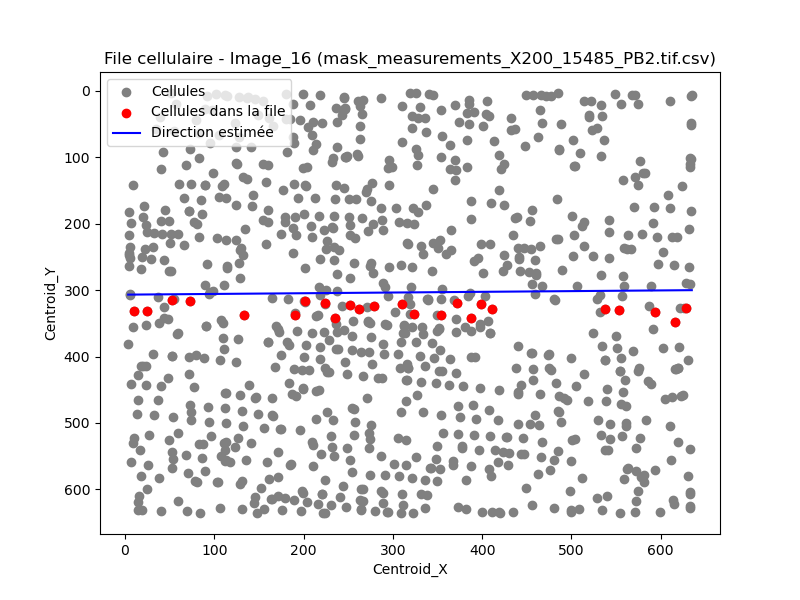 File cellulaire - Image_16 (mask_measurements_X200_15485_PB2.tif.csv)
Cellules
Cellules dans la file
Direction estimée
0
100
200
300
400
500
600
Centroid_Y
0 100 200 300 400 500 600
Centroid_X